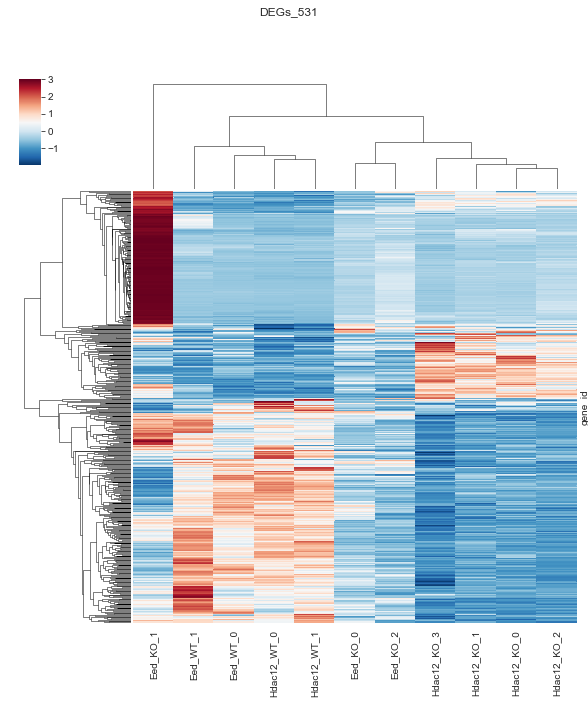 DEGs_531
3
2
1
0
−1
gene_id
Eed_KO_1
Eed_WT_1
Eed_WT_0
Hdac12_WT_0
Hdac12_WT_1
Eed_KO_0
Eed_KO_2
Hdac12_KO_3
Hdac12_KO_1
Hdac12_KO_0
Hdac12_KO_2